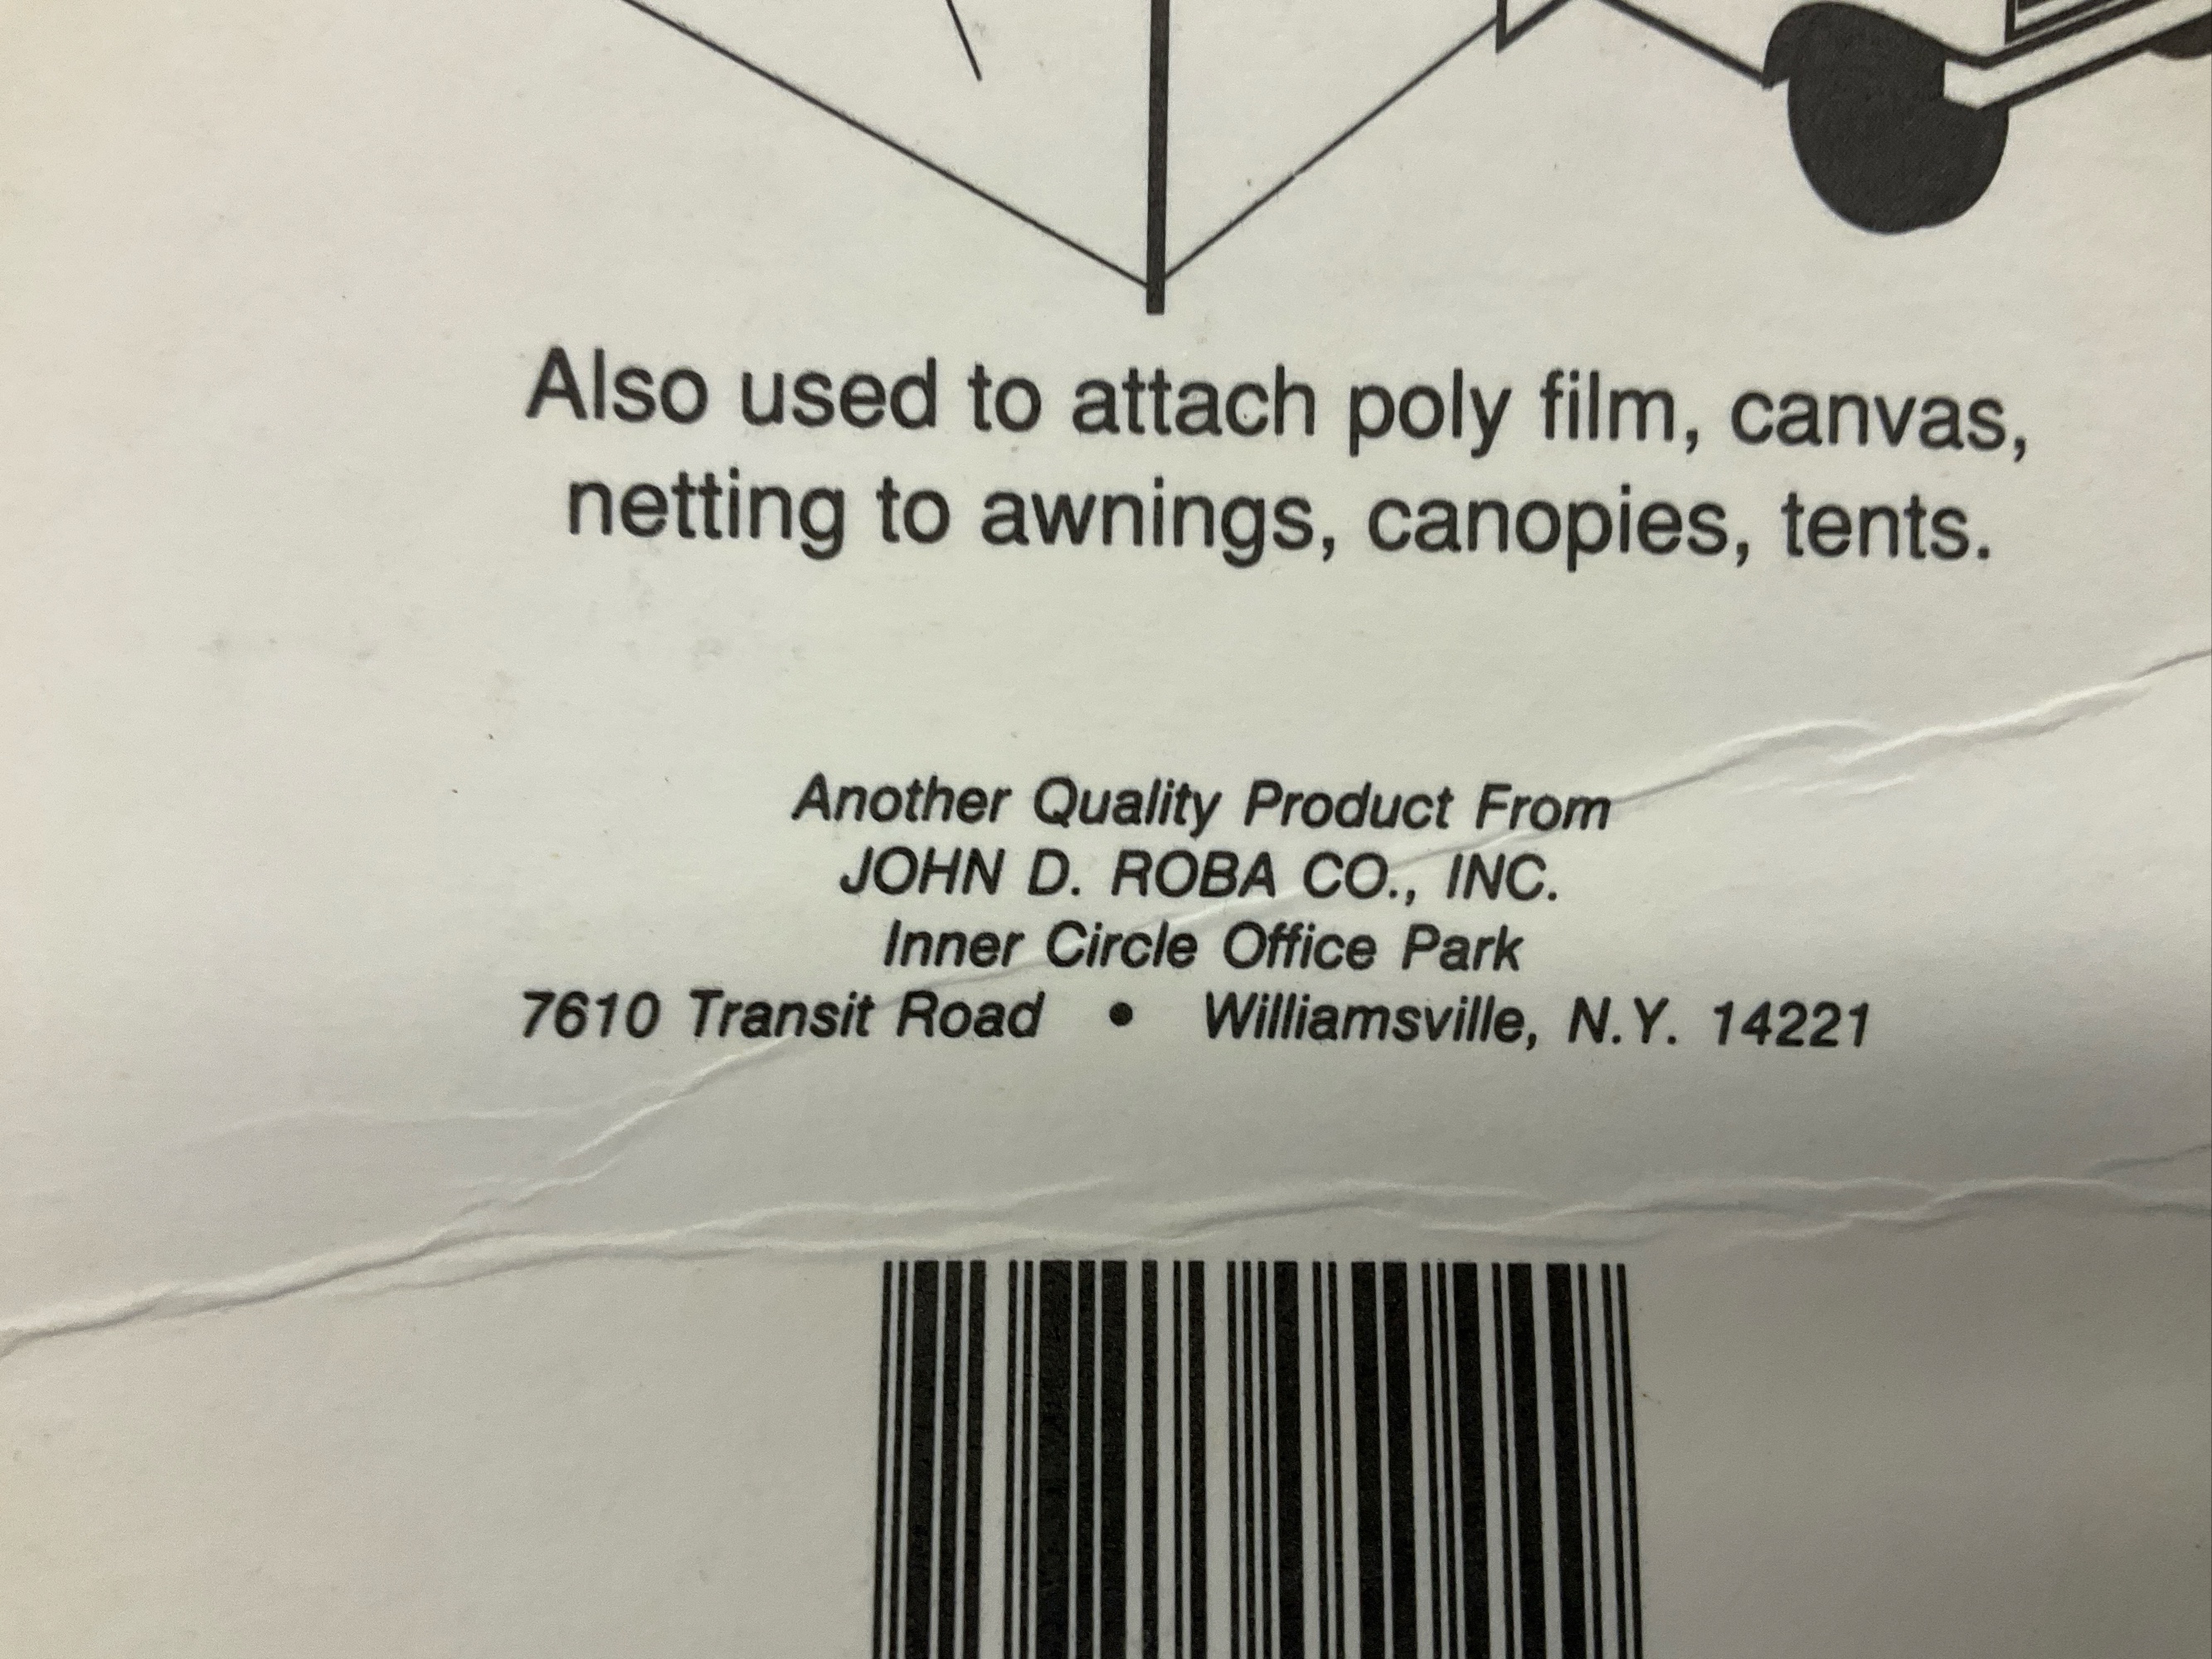 Also used to attach poly film, canvas,
netting to awnings, canopies, tents.
Another Quality Product From
JOHN D. ROBA CO., INC.
Inner Circle Office Park
7610 Transit Road • Williamsville, N.Y. 14221